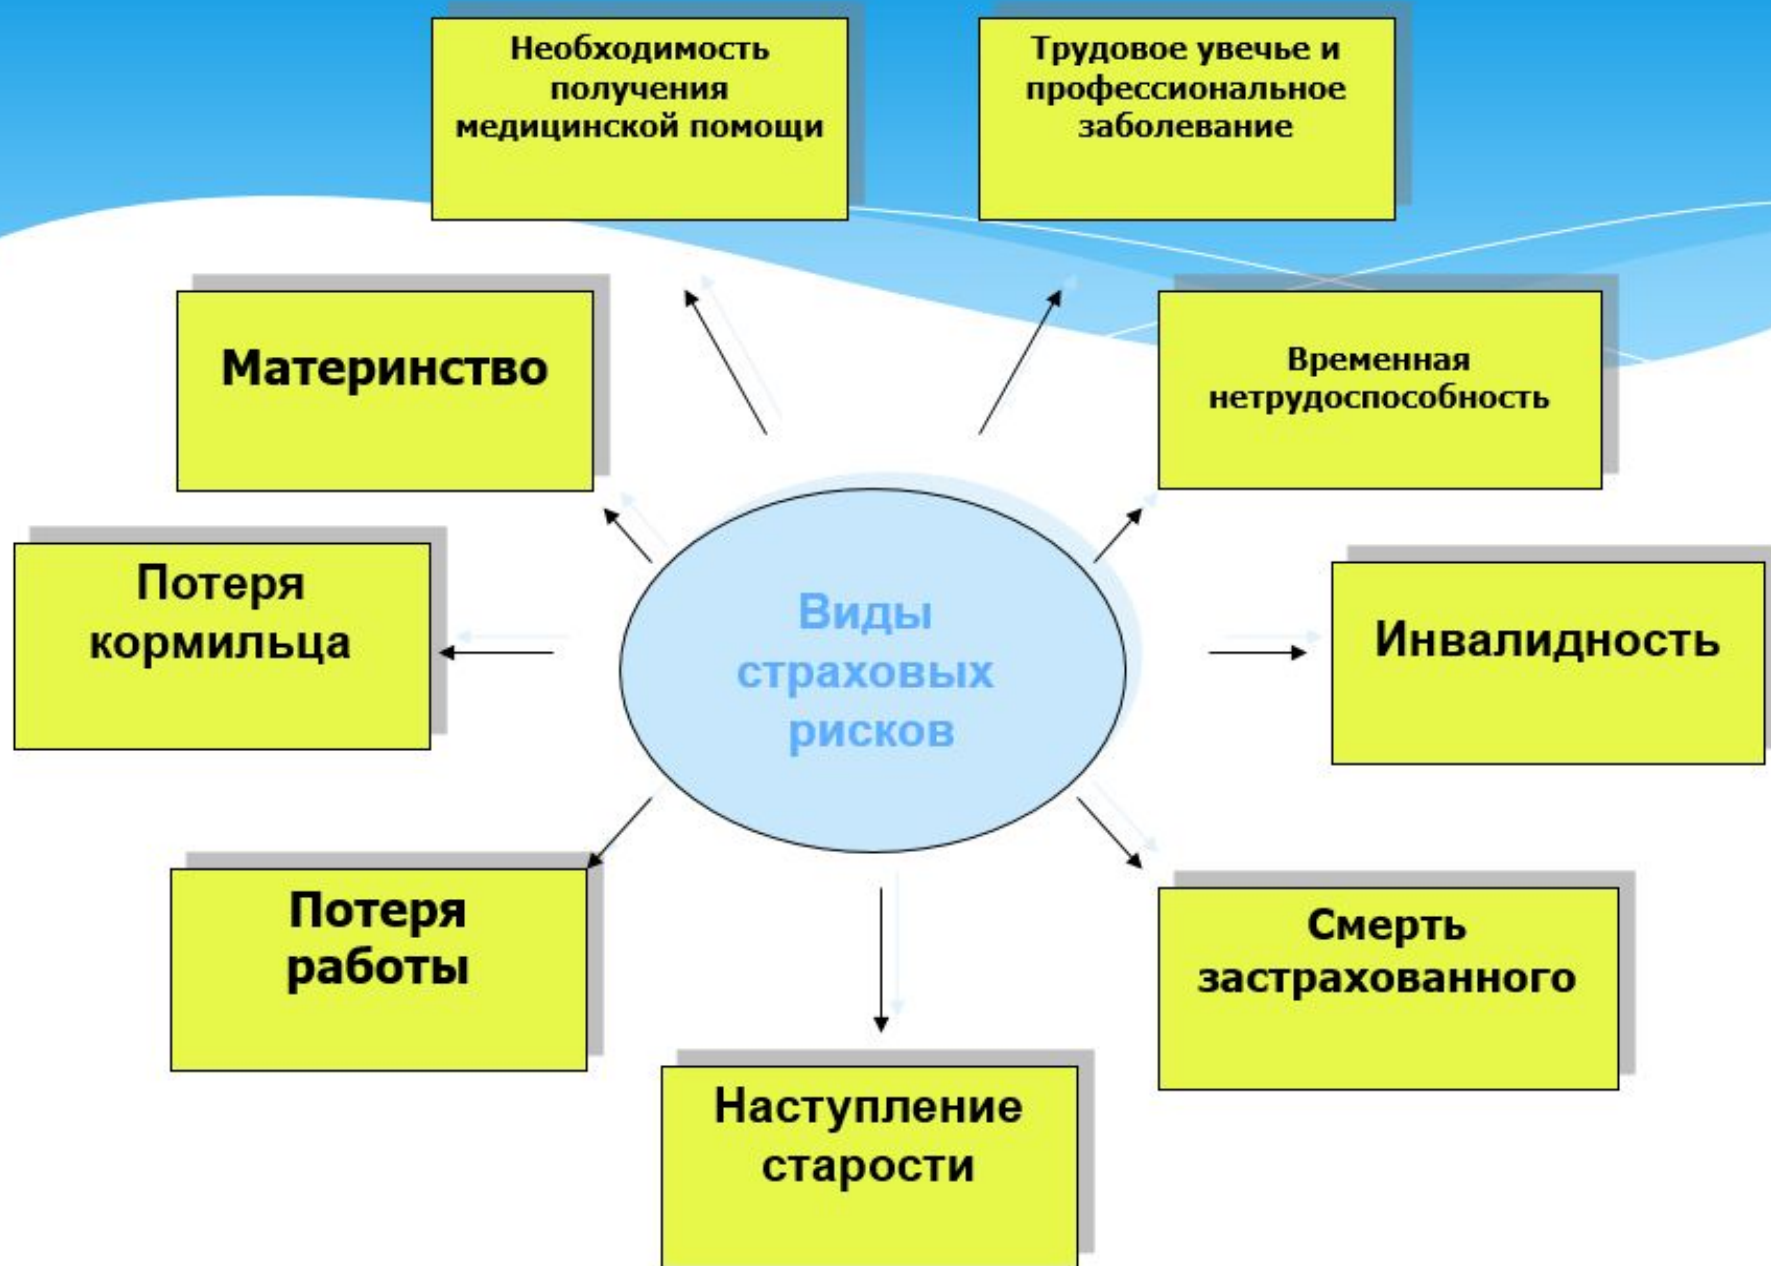 Необходимость
получения
медицинской помощи
Трудовое увечье и
профессиональное
заболевание
Материнство
Временная
нетрудоспособность
Потеря
кормильца
Виды
страховых
рисков
Инвалидность
Потеря
работы
Смерть
застрахованного
Наступление
старости